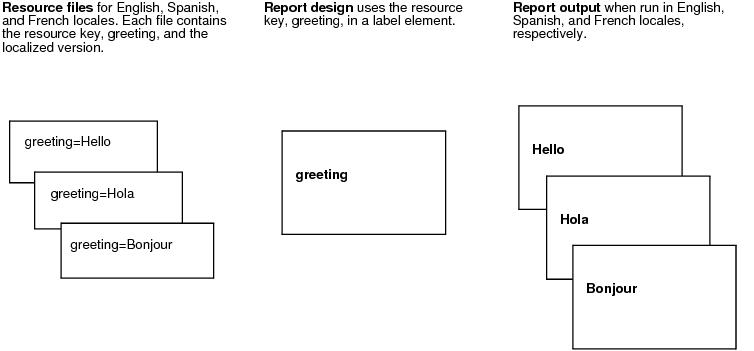 Resource files for English, Spanish,
and French locales. Each file contains
the resource key, greeting, and the
localized version.
Report design uses the resource
key, greeting, in a label element.
Report output when run in English,
Spanish, and French locales,
respectively.
greeting=Hello
greeting=Hola
greeting=Bonjour
greeting
Hello
Hola
Bonjour